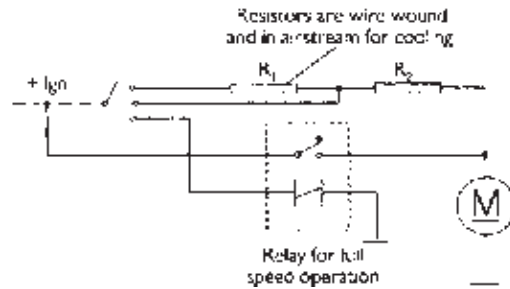 Resistors are wire wound
and in airstream for cooling
+ Ign
R1
R2
M
Relay for full
speed operation